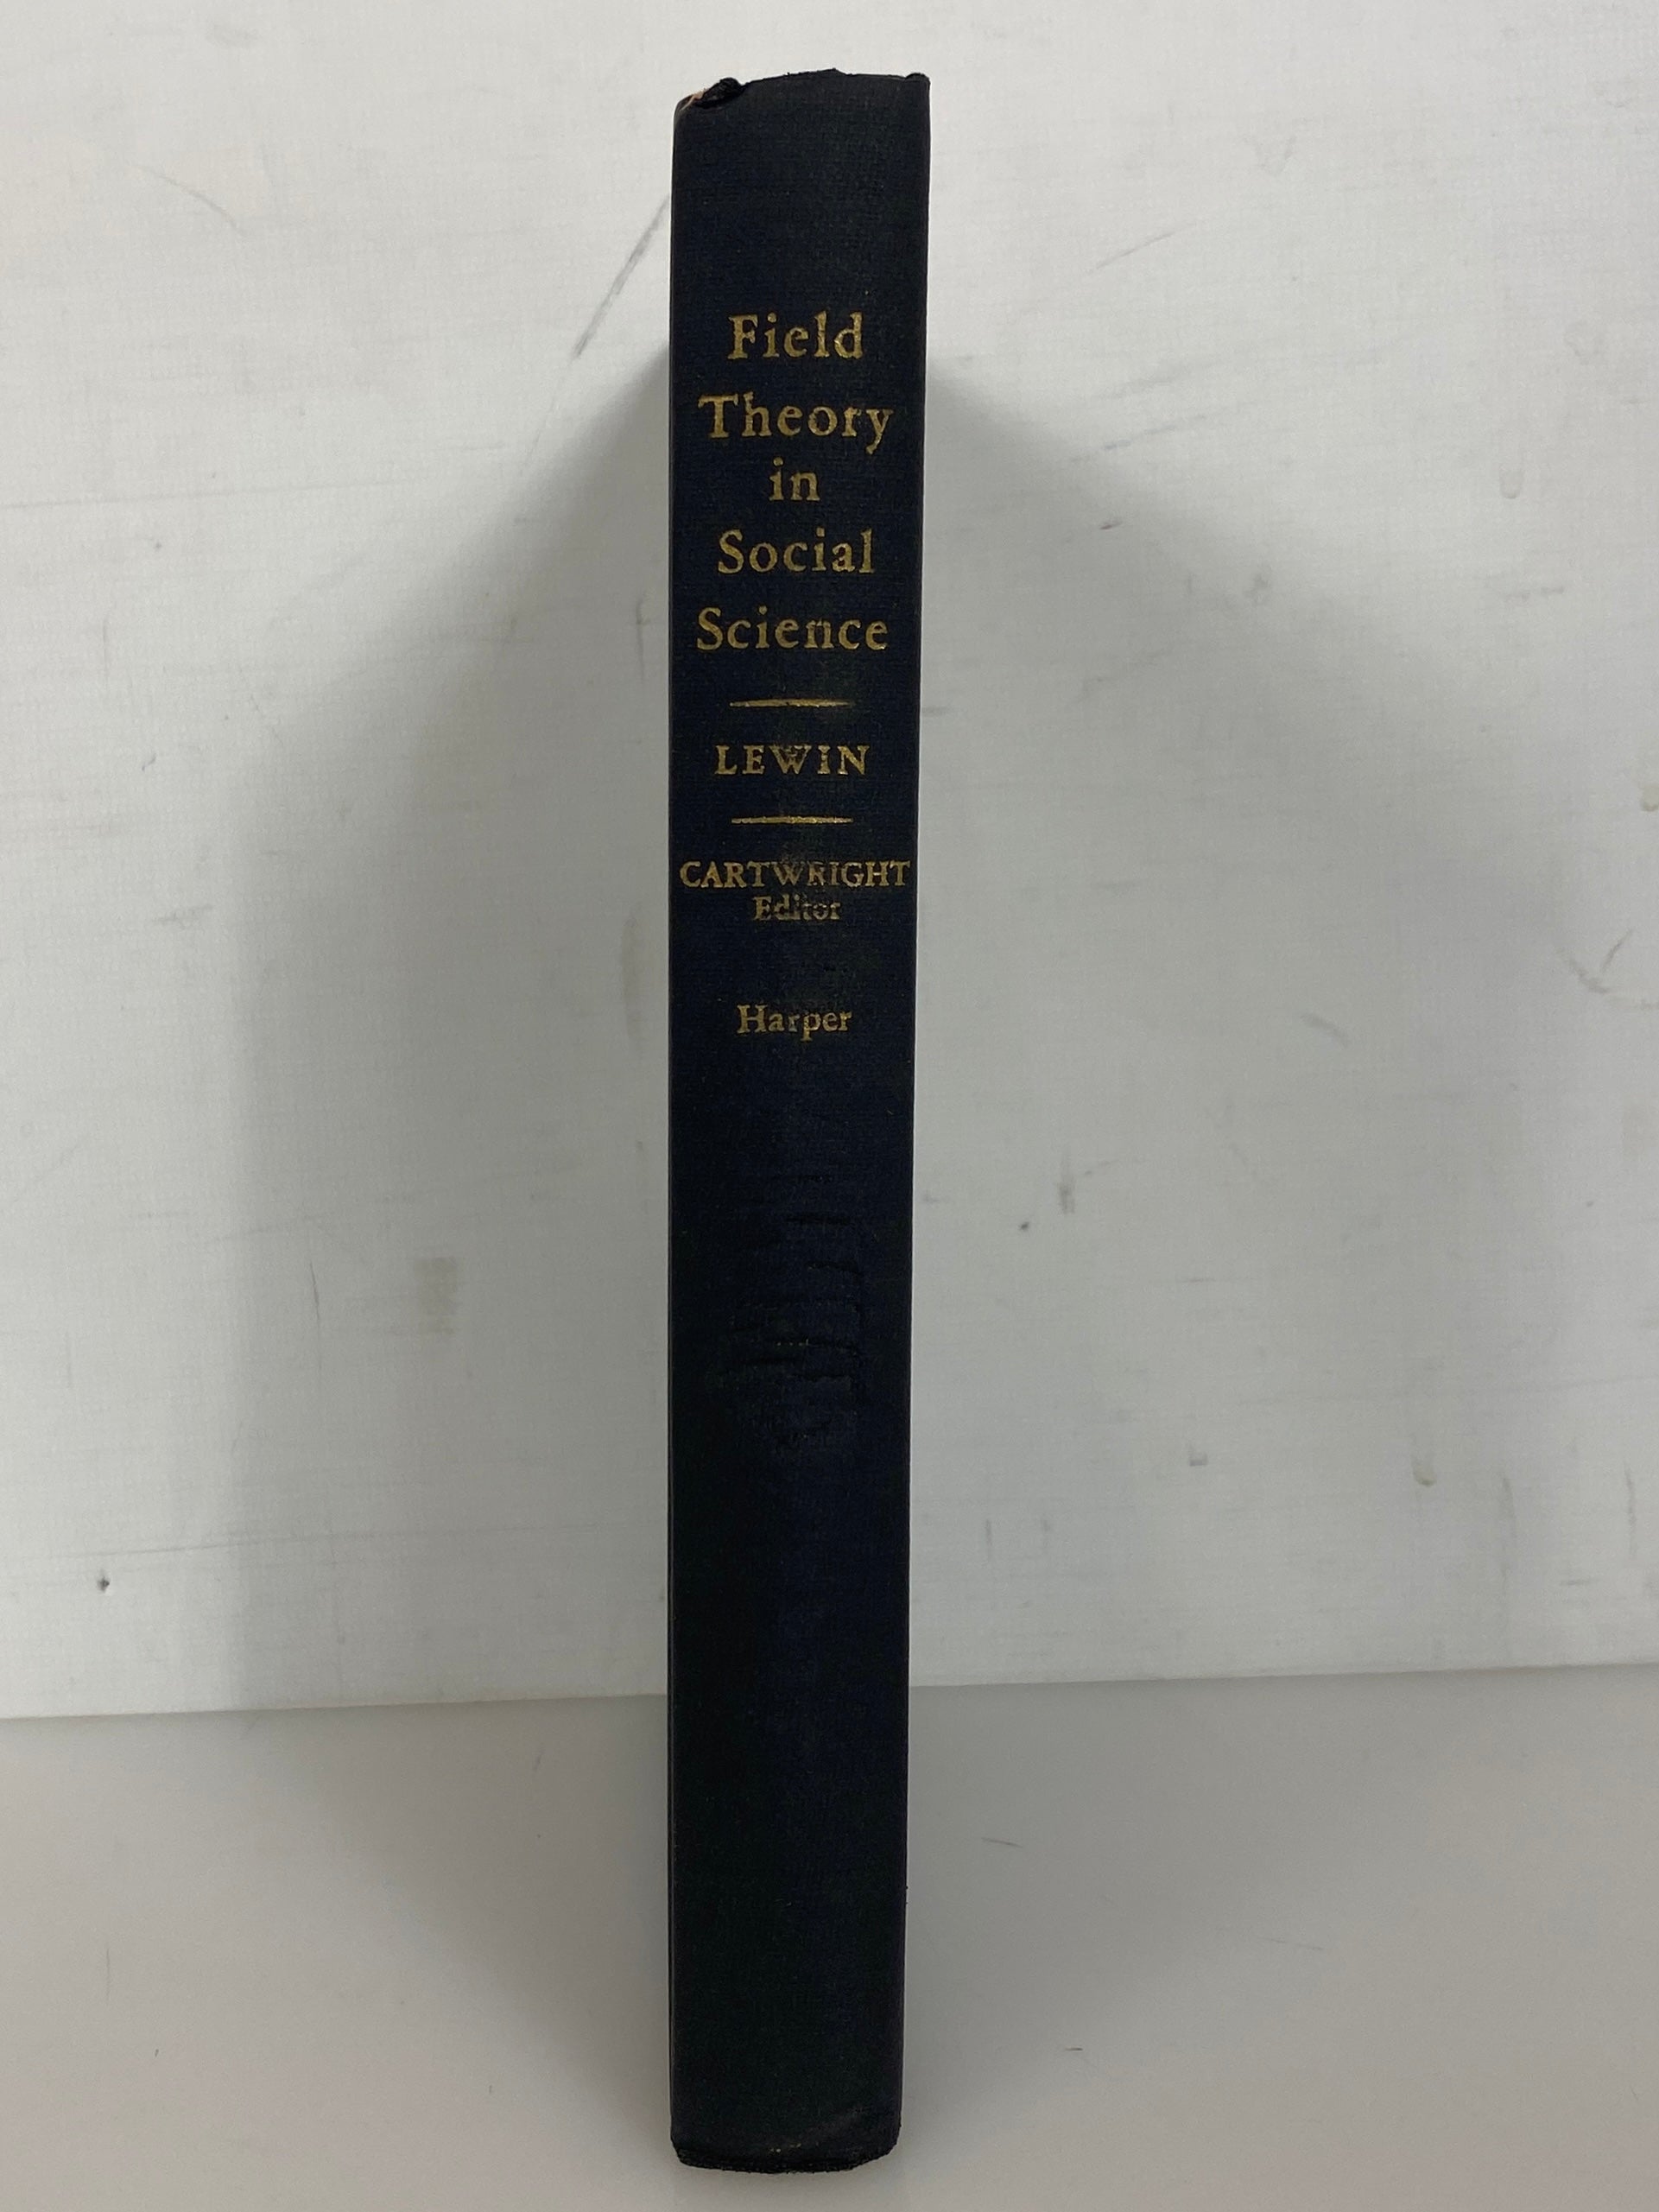 Field
Theory
in
Social
Science
LEWIN
CARTWRIGHT
Editor
Harper